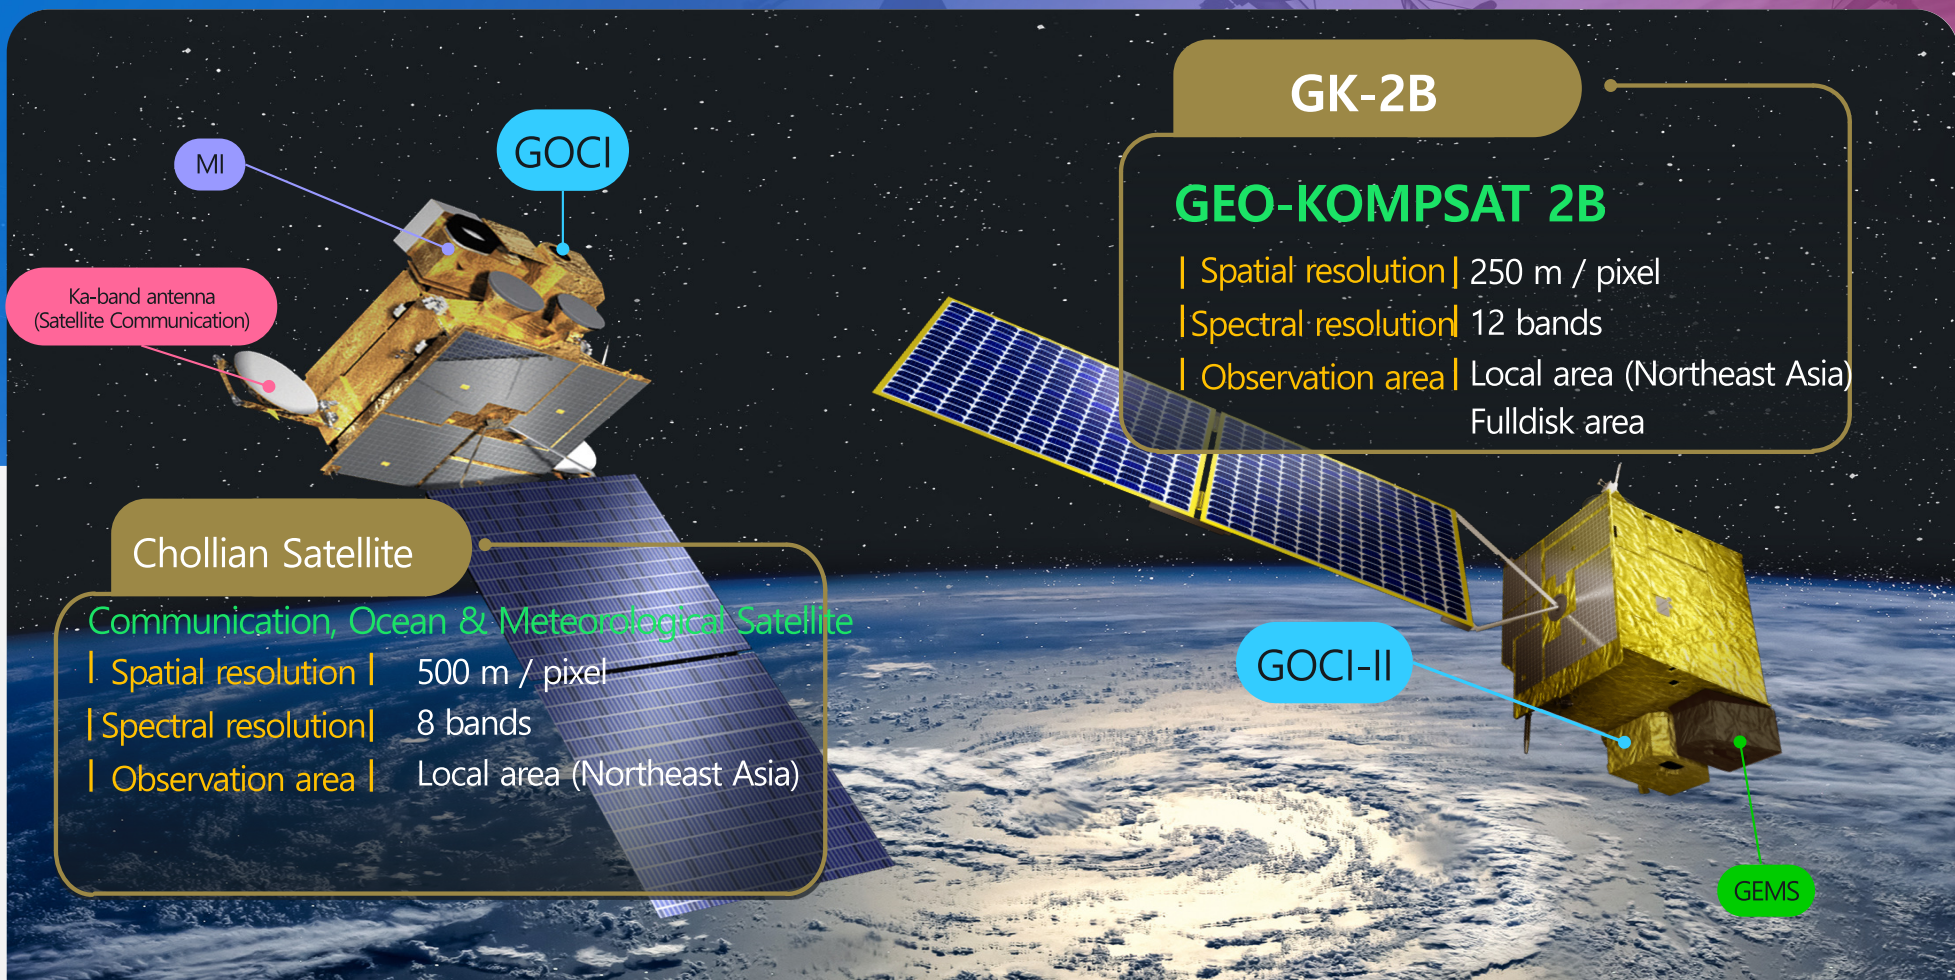 MI
GOCI
Ka-band antenna
(Satellite Communication)
Chollian Satellite
Communication, Ocean & Meteorological Satellite
| Spatial resolution | 500 m / pixel
| Spectral resolution | 8 bands
| Observation area | Local area (Northeast Asia)
GK-2B
GEO-KOMPSAT 2B
| Spatial resolution | 250 m / pixel
| Spectral resolution | 12 bands
| Observation area | Local area (Northeast Asia)
Fulldisk area
GOCI-II
GEMS